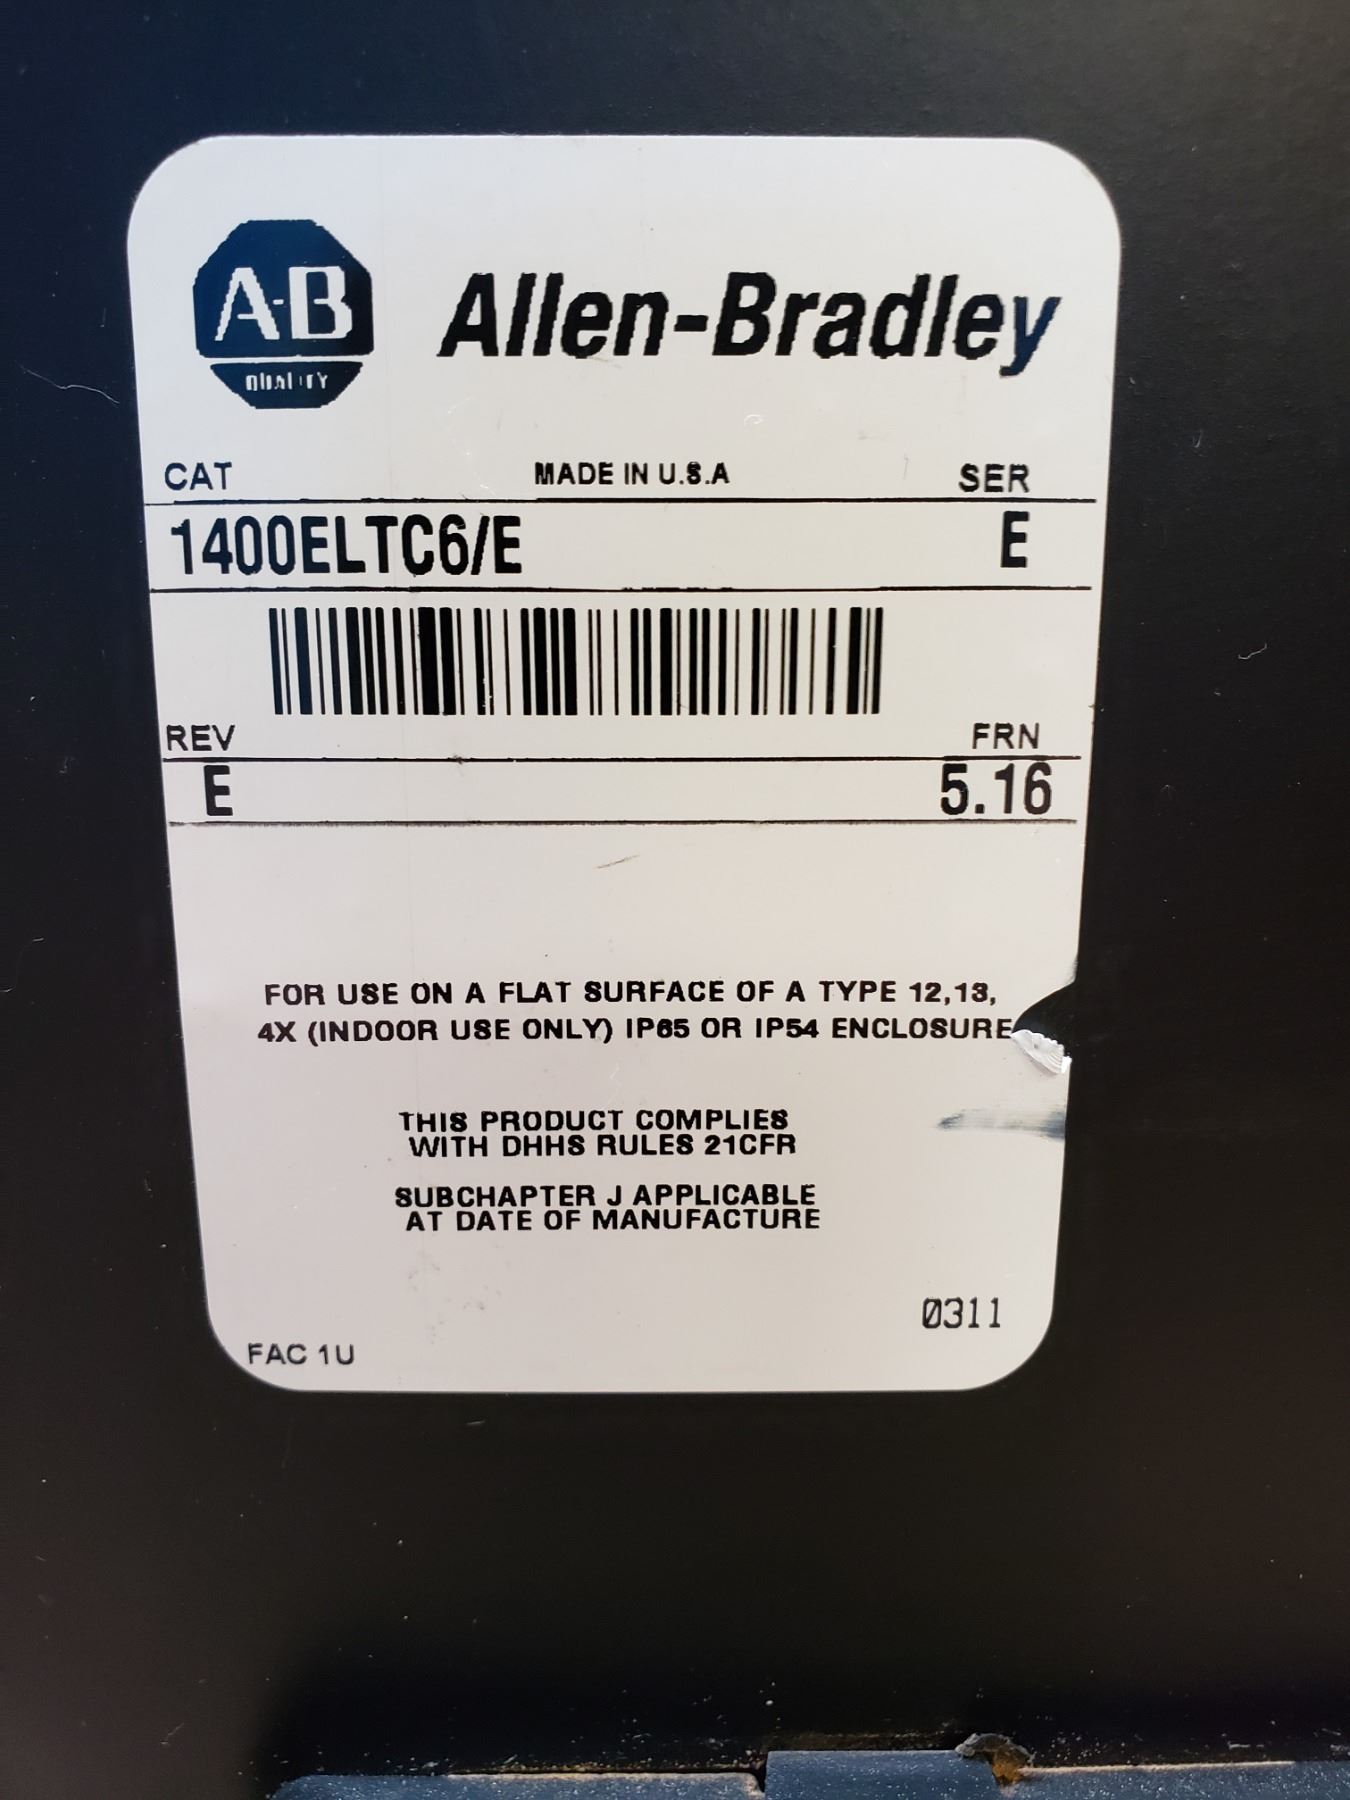 A-B
QUALITY
Allen-Bradley
CAT MADE IN U.S.A SER
1400ELTC6/E E
REV FRN
E 5.16
FOR USE ON A FLAT SURFACE OF A TYPE 12,13,
4X (INDOOR USE ONLY) IP65 OR IP54 ENCLOSURE
THIS PRODUCT COMPLIES
WITH DHHS RULES 21CFR
SUBCHAPTER J APPLICABLE
AT DATE OF MANUFACTURE
0311
FAC 1U